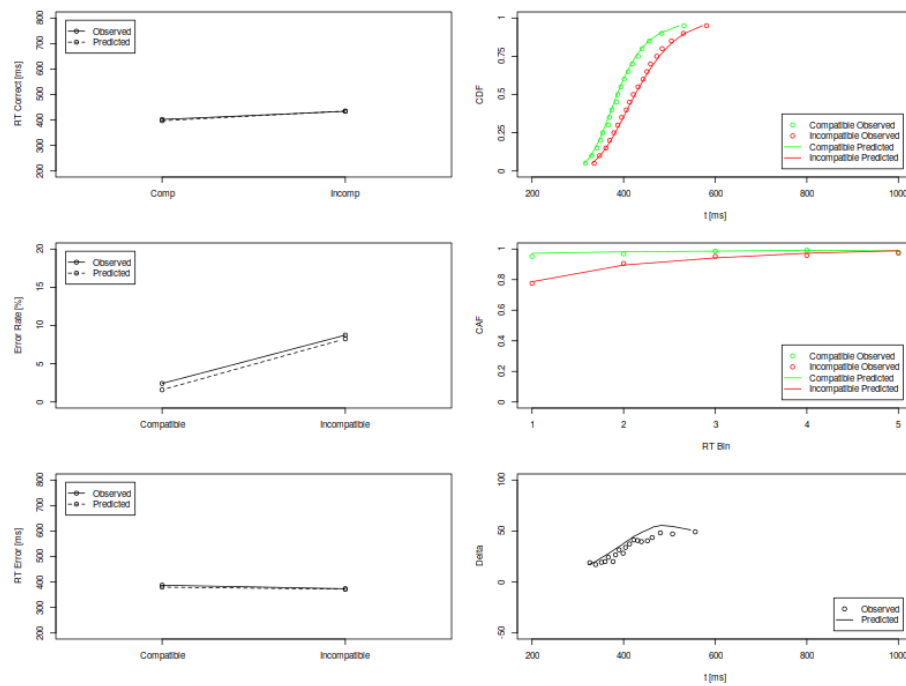 RT Correct [ms]
800
700
600
500
400
300
200
Observed
Predicted
Comp
Incomp
CDF
1
0.75
0.5
0.25
0
Compatible Observed
Incompatible Observed
Compatible Predicted
Incompatible Predicted
200
400
600
800
1000
t [ms]
Error Rate [%]
20
15
10
5
0
Observed
Predicted
Compatible
Incompatible
CAF
1
0.8
0.6
0.4
0.2
0
Compatible Observed
Incompatible Observed
Compatible Predicted
Incompatible Predicted
1
2
3
4
5
RT Bin
RT Error [ms]
800
700
600
500
400
300
200
Observed
Predicted
Compatible
Incompatible
Delta
100
50
0
-50
Observed
Predicted
200
400
600
800
1000
t [ms]